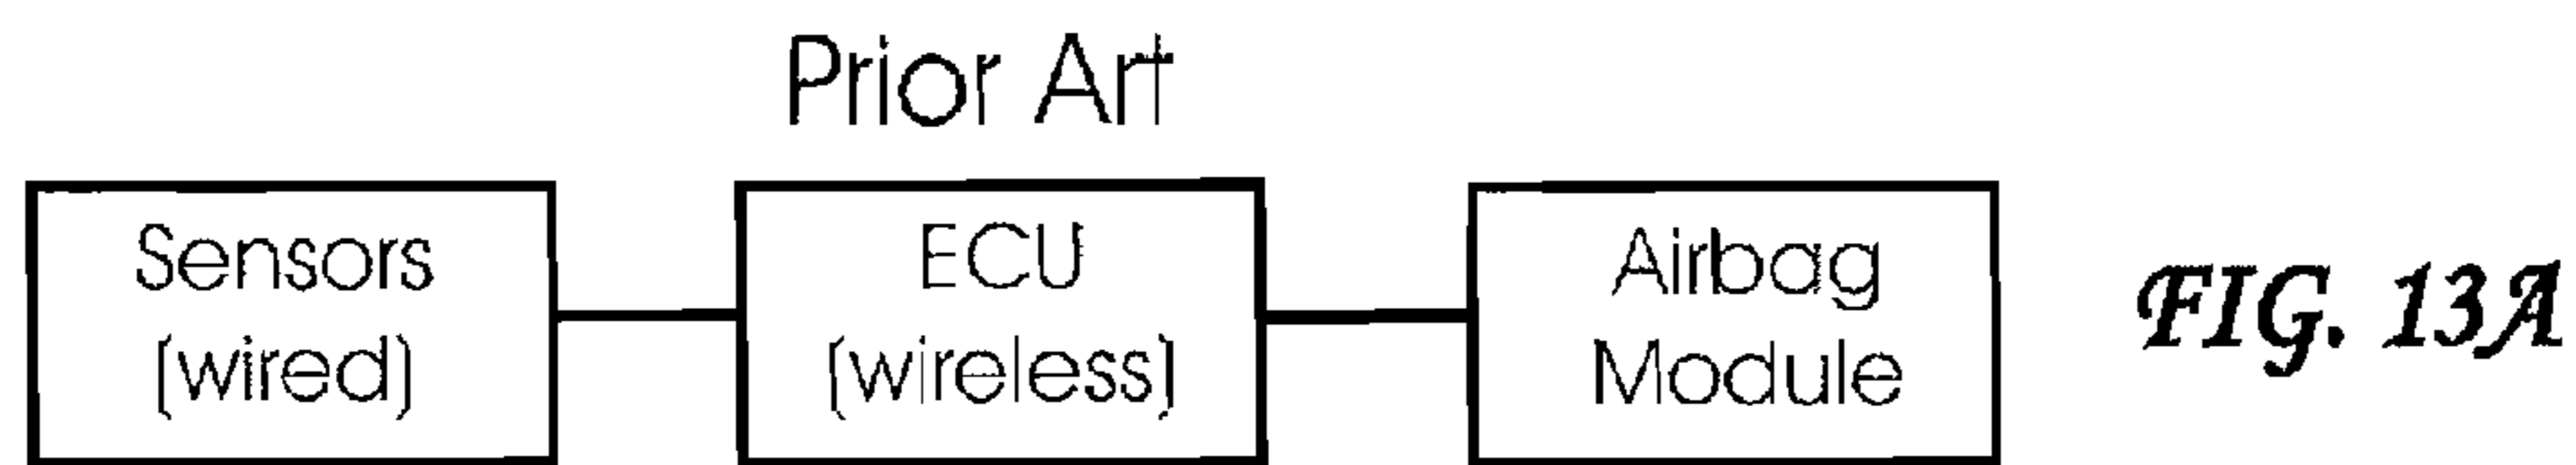 Prior Art
Sensors
(wired)
ECU
(wireless)
Airbag
Module
FIG. 13A